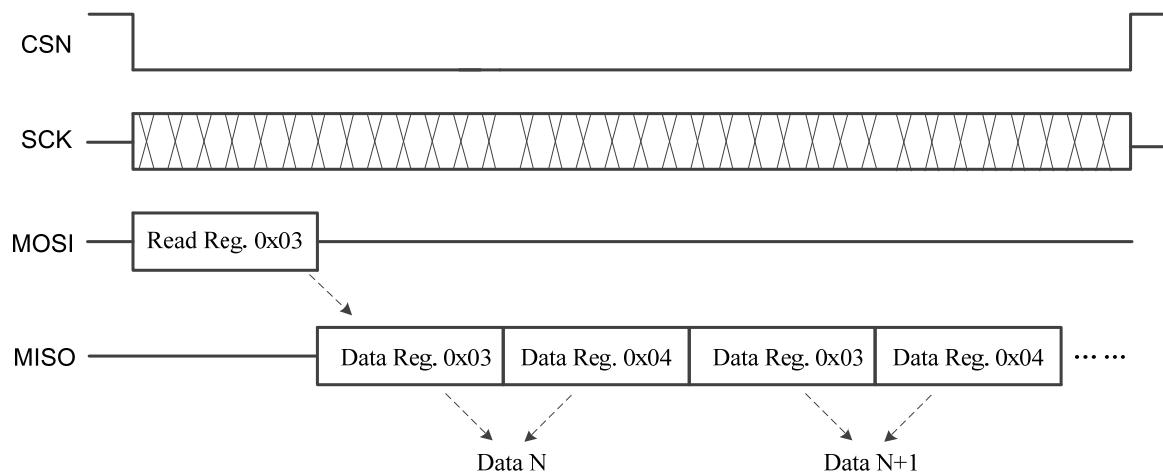 CSN
SCK
MOSI
Read Reg. 0x03
MISO
Data Reg. 0x03
Data Reg. 0x04
Data Reg. 0x03
Data Reg. 0x04
... ...
Data N
Data N+1